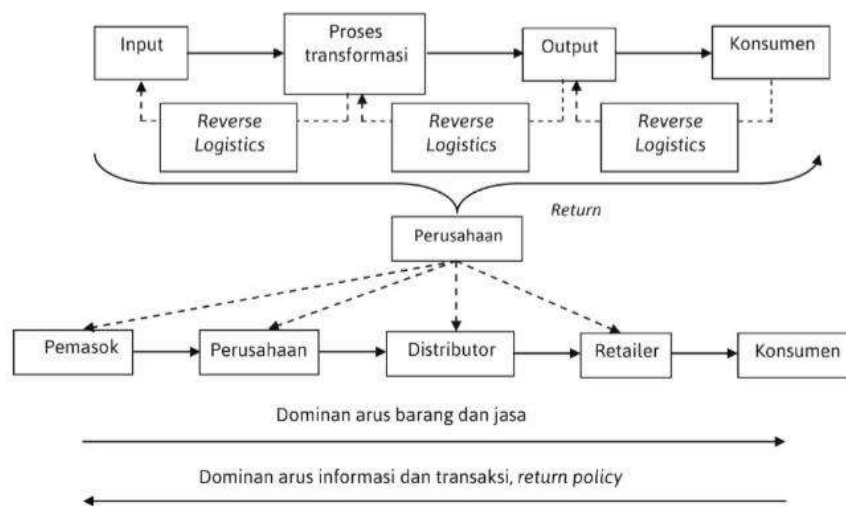 Input
Proses
transformasi
Output
Konsumen
Reverse
Logistics
Reverse
Logistics
Reverse
Logistics
Return
Perusahaan
Pemasok
Perusahaan
Distributor
Retailer
Konsumen
Dominan arus barang dan jasa
Dominan arus informasi dan transaksi, return policy